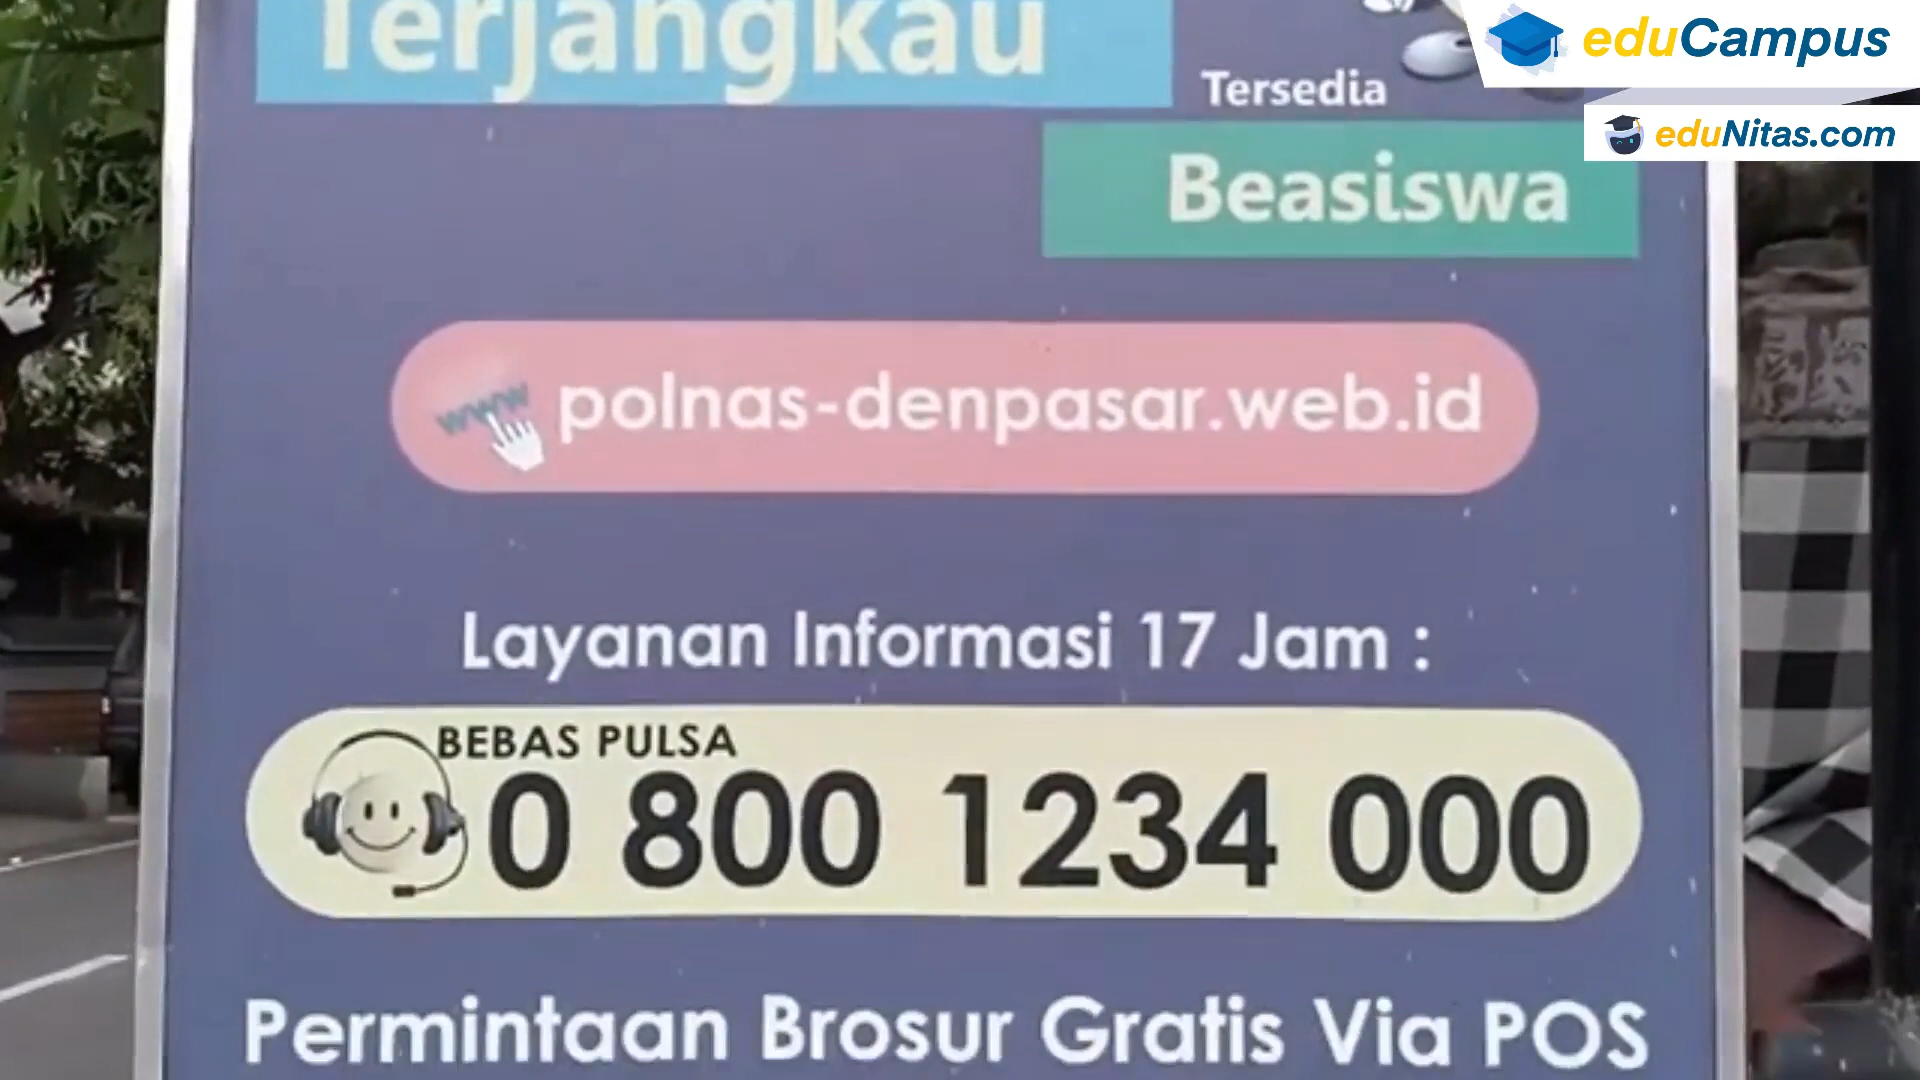 Terjangkau
eduCampus
Tersedia
eduNitas.com
Beasiswa
www polnas-denpasar.web.id
Layanan Informasi 17 Jam :
BEBAS PULSA
0 800 1234 000
Permintaan Brosur Gratis Via POS